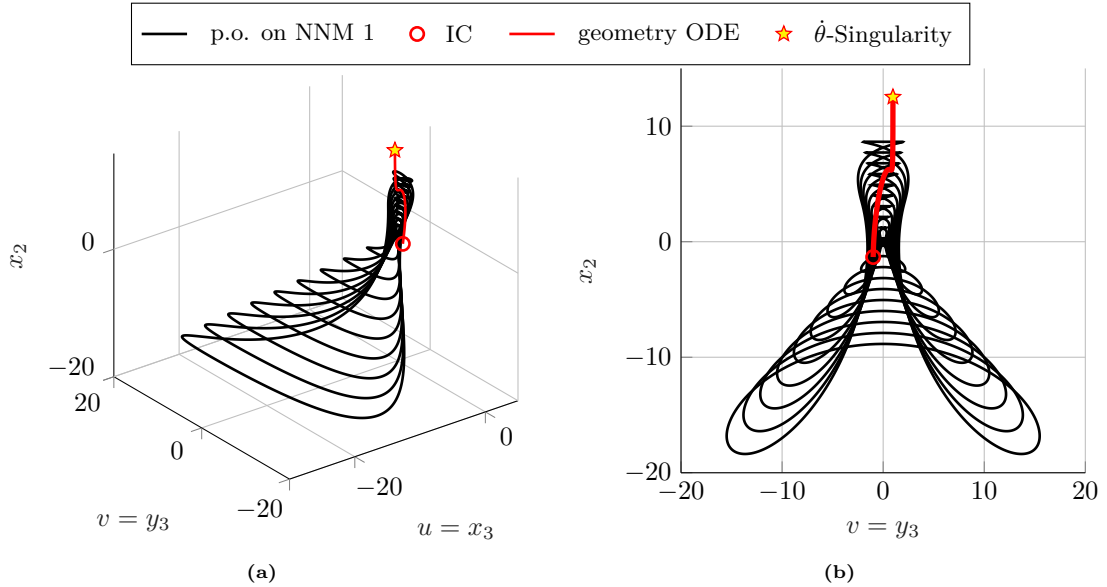 p.o. on NNM 1 IC geometry ODE θ̇-Singularity
0
−20
x₂
20
0
−20
v = y₃
−20
0
u = x₃
(a)
10
0
−10
−20
x₂
−20 −10 0 10 20
v = y₃
(b)